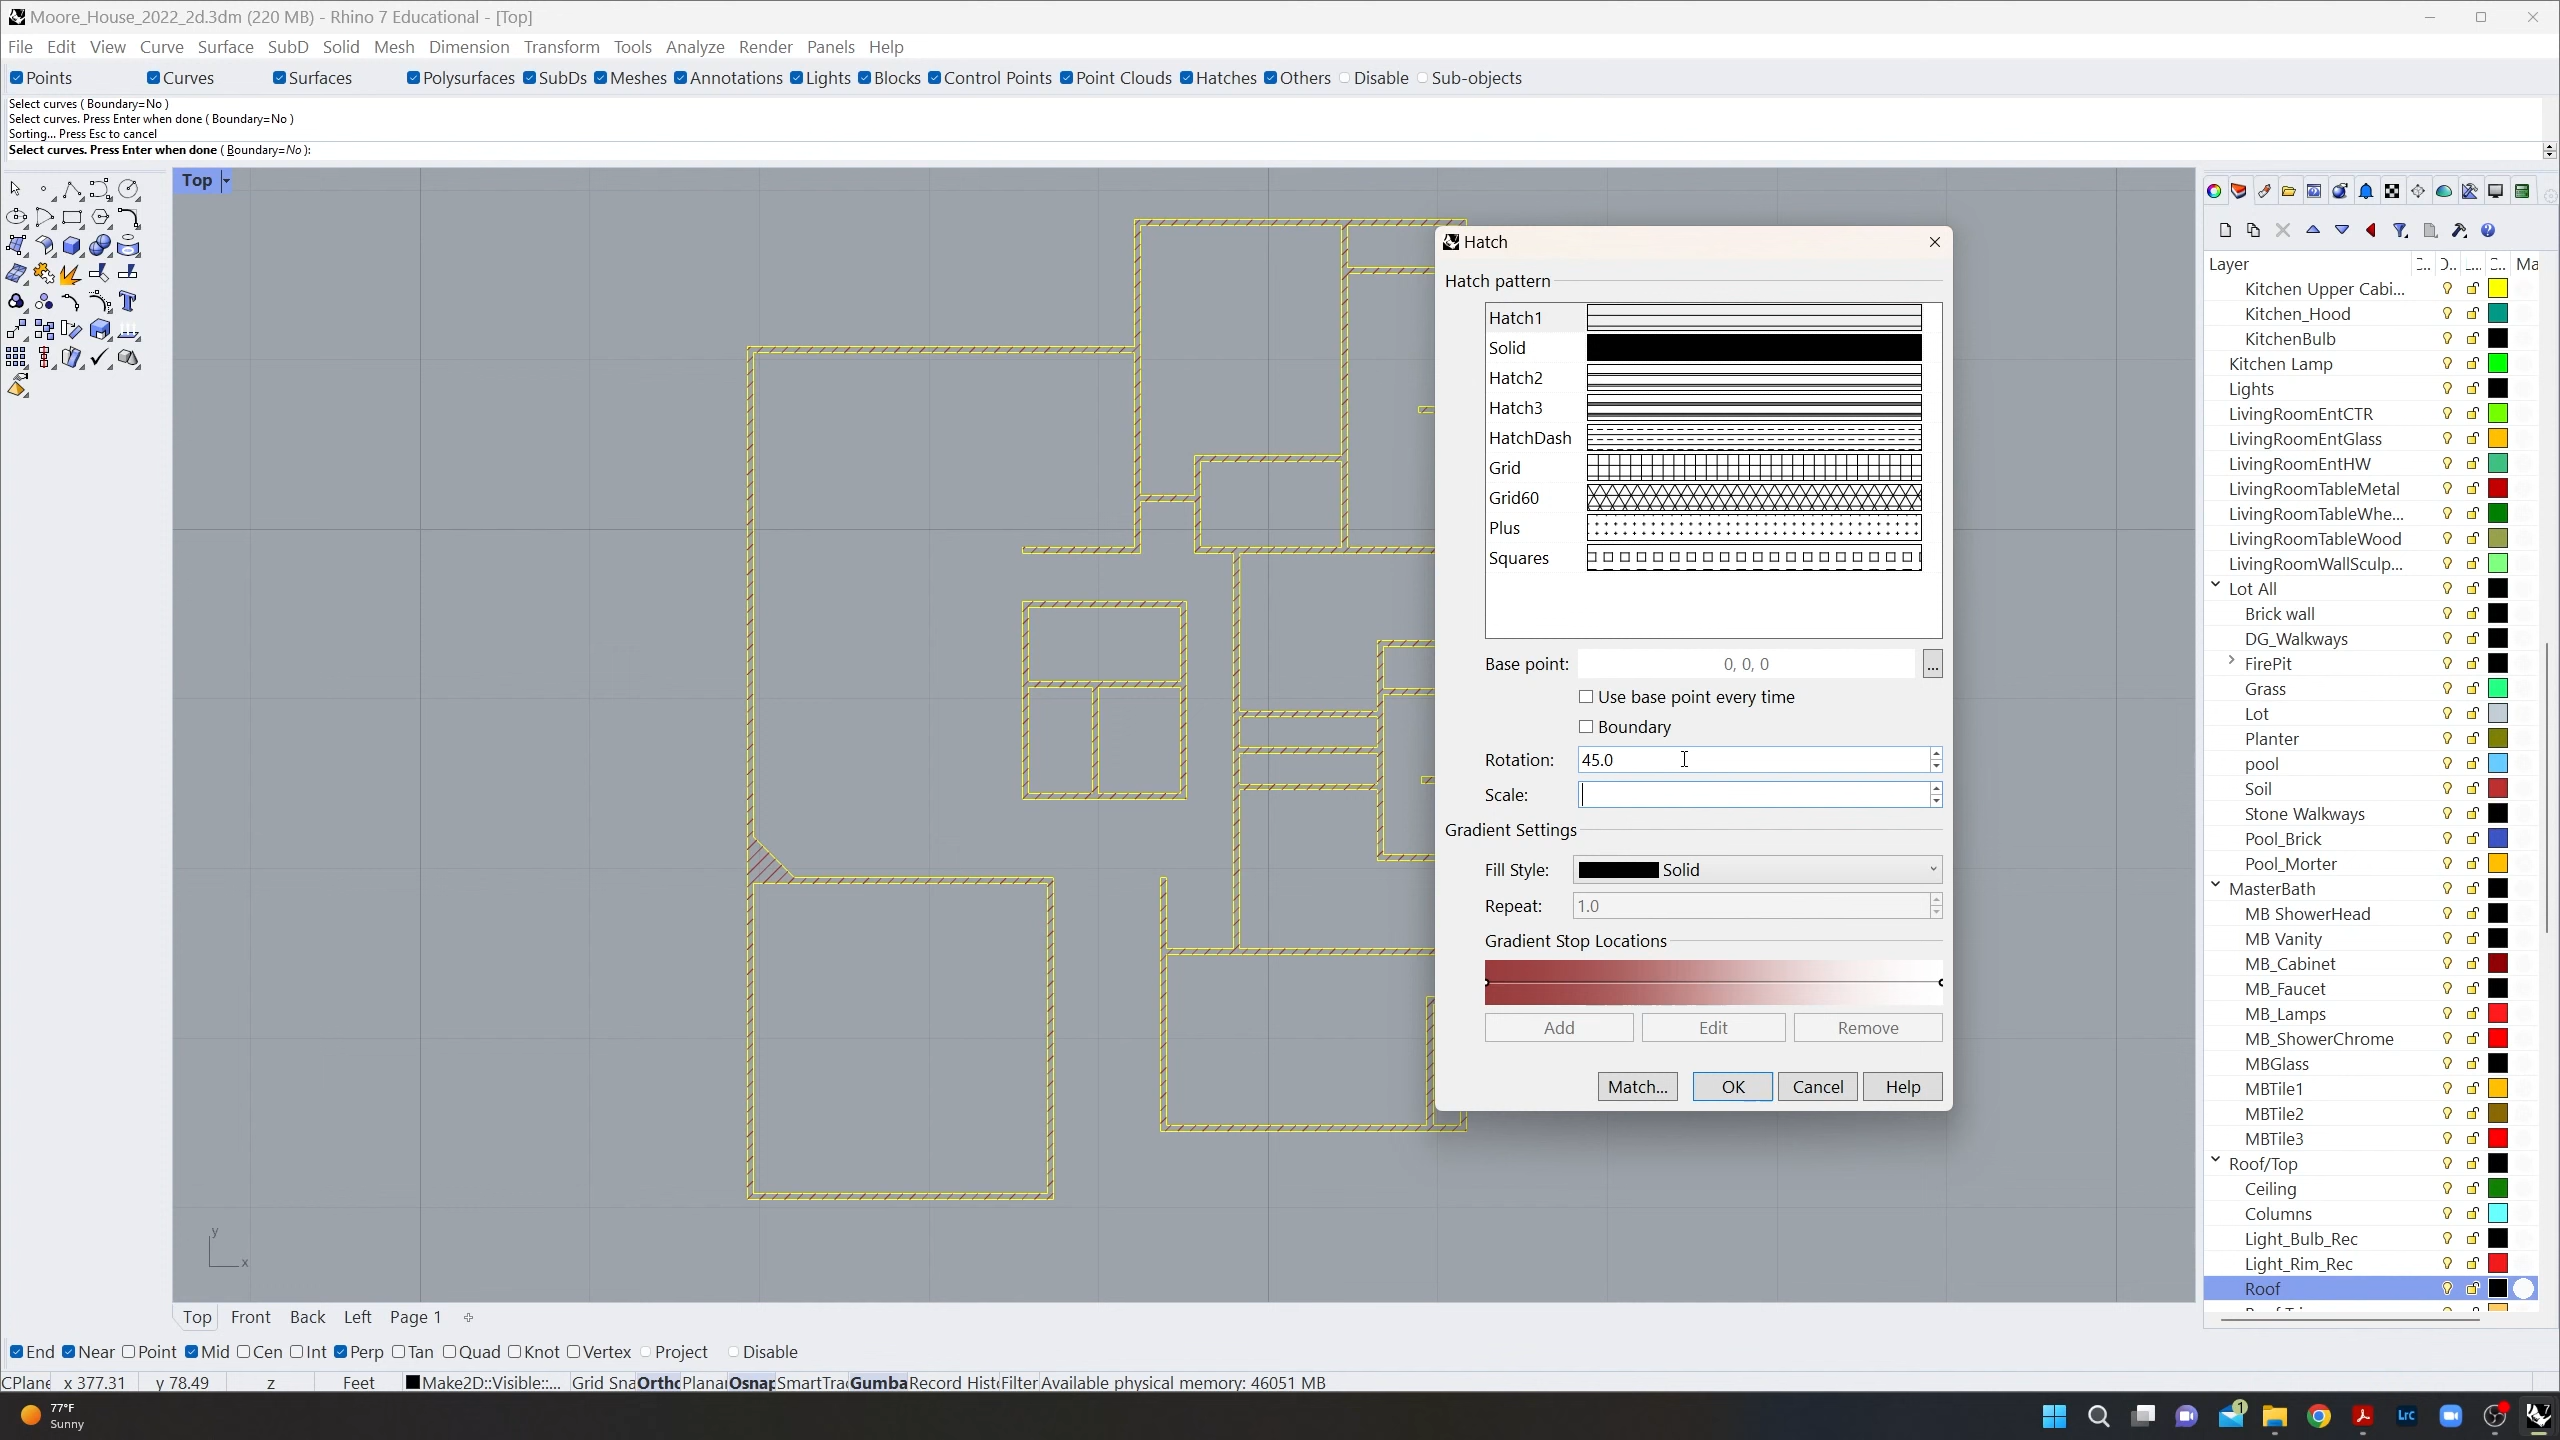 Moore_House_2022_2d.3dm (220 MB) - Rhino 7 Educational - [Top]
File Edit View Curve Surface SubD Solid Mesh Dimension Transform Tools Analyze Render Panels Help
Points Curves Surfaces Polysurfaces SubDs Meshes Annotations Lights Blocks Control Points Point Clouds Hatches Others Disable Sub-objects
Select curves ( Boundary=No )
Select curves. Press Enter when done ( Boundary=No )
Sorting... Press Esc to cancel
Select curves. Press Enter when done ( Boundary=No ):
Top
Hatch
Hatch pattern
Hatch1
Solid
Hatch2
Hatch3
HatchDash
Grid
Grid60
Plus
Squares
Base point: 0, 0, 0 ...
Use base point every time
Boundary
Rotation: 45.0
Scale:
Gradient Settings
Fill Style: Solid
Repeat: 1.0
Gradient Stop Locations
Add Edit Remove
Match... OK Cancel Help
Layer Ma
Kitchen Upper Cabi...
Kitchen_Hood
KitchenBulb
Kitchen Lamp
Lights
LivingRoomEntCTR
LivingRoomEntGlass
LivingRoomEntHW
LivingRoomTableMetal
LivingRoomTableWhe...
LivingRoomTableWood
LivingRoomWallSculp...
Lot All
Brick wall
DG_Walkways
FirePit
Grass
Lot
Planter
pool
Soil
Stone Walkways
Pool_Brick
Pool_Morter
MasterBath
MB ShowerHead
MB Vanity
MB_Cabinet
MB_Faucet
MB_Lamps
MB_ShowerChrome
MBGlass
MBTile1
MBTile2
MBTile3
Roof/Top
Ceiling
Columns
Light_Bulb_Rec
Light_Rim_Rec
Roof
y
x
Top Front Back Left Page 1
End Near Point Mid Cen Int Perp Tan Quad Knot Vertex Project Disable
CPlane x 377.31 y 78.49 z Feet Make2D::Visible::... Grid Sna Ortho Planar Osnap SmartTra Gumba Record Histo Filter Available physical memory: 46051 MB
77°F
Sunny
1
Lrc